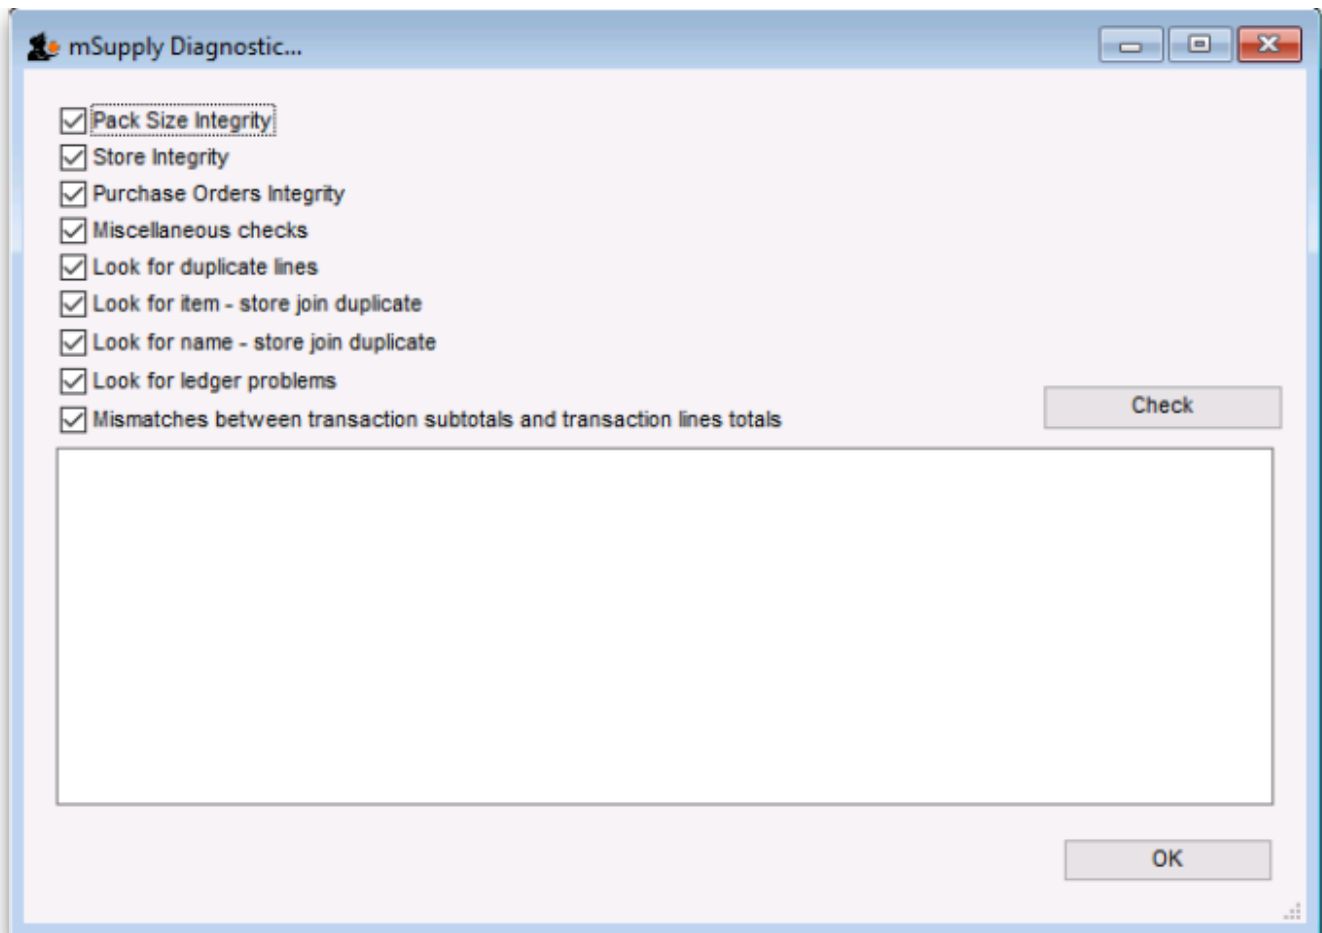 mSupply Diagnostic...
Pack Size Integrity
Store Integrity
Purchase Orders Integrity
Miscellaneous checks
Look for duplicate lines
Look for item - store join duplicate
Look for name - store join duplicate
Look for ledger problems
Mismatches between transaction subtotals and transaction lines totals
Check
OK